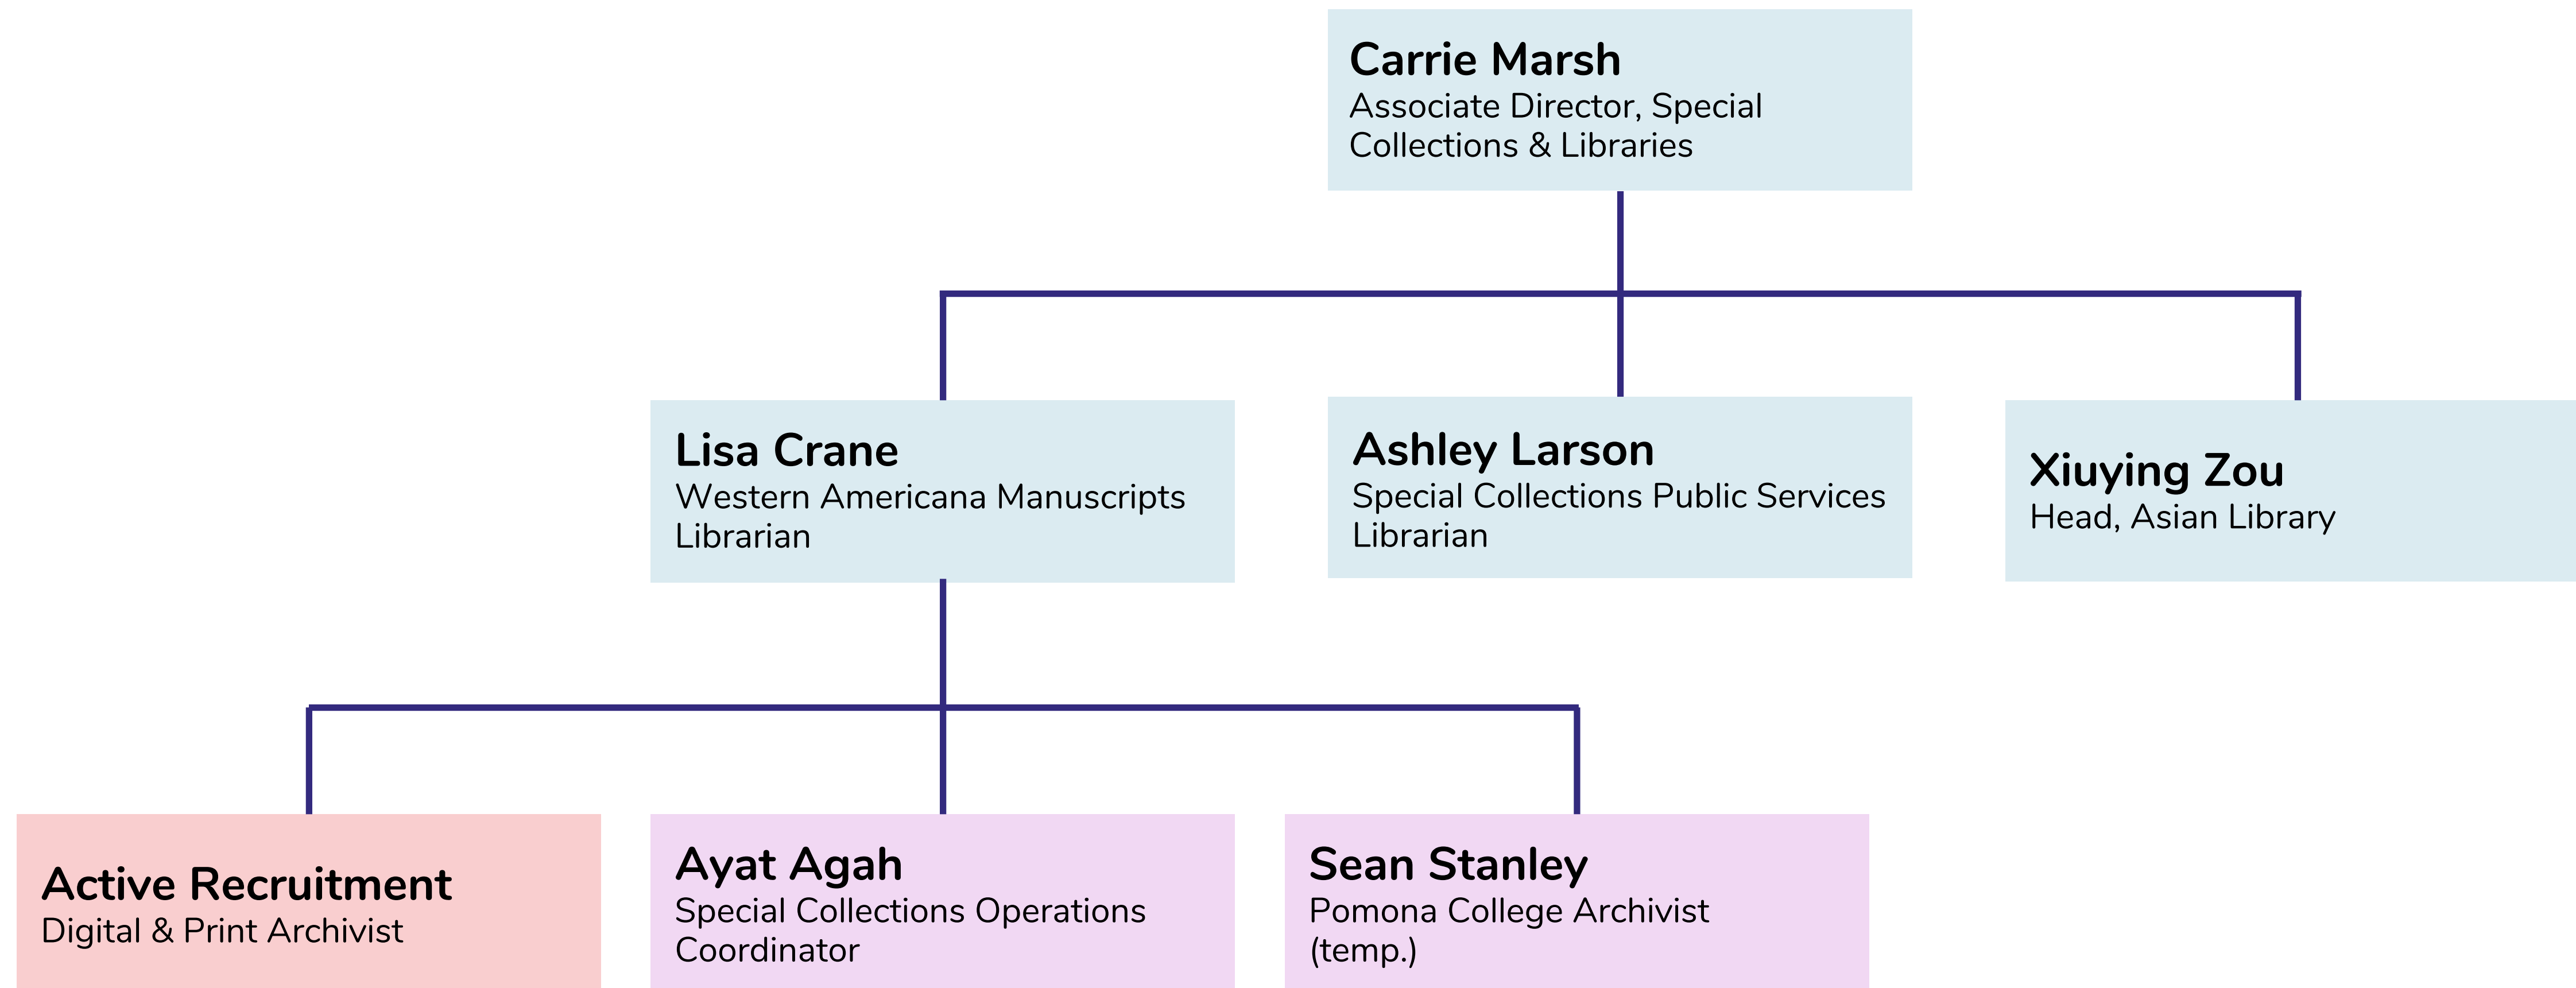 Carrie Marsh
Associate Director, Special
Collections & Libraries
Lisa Crane
Western Americana Manuscripts
Librarian
Ashley Larson
Special Collections Public Services
Librarian
Xiuying Zou
Head, Asian Library
Active Recruitment
Digital & Print Archivist
Ayat Agah
Special Collections Operations
Coordinator
Sean Stanley
Pomona College Archivist
(temp.)